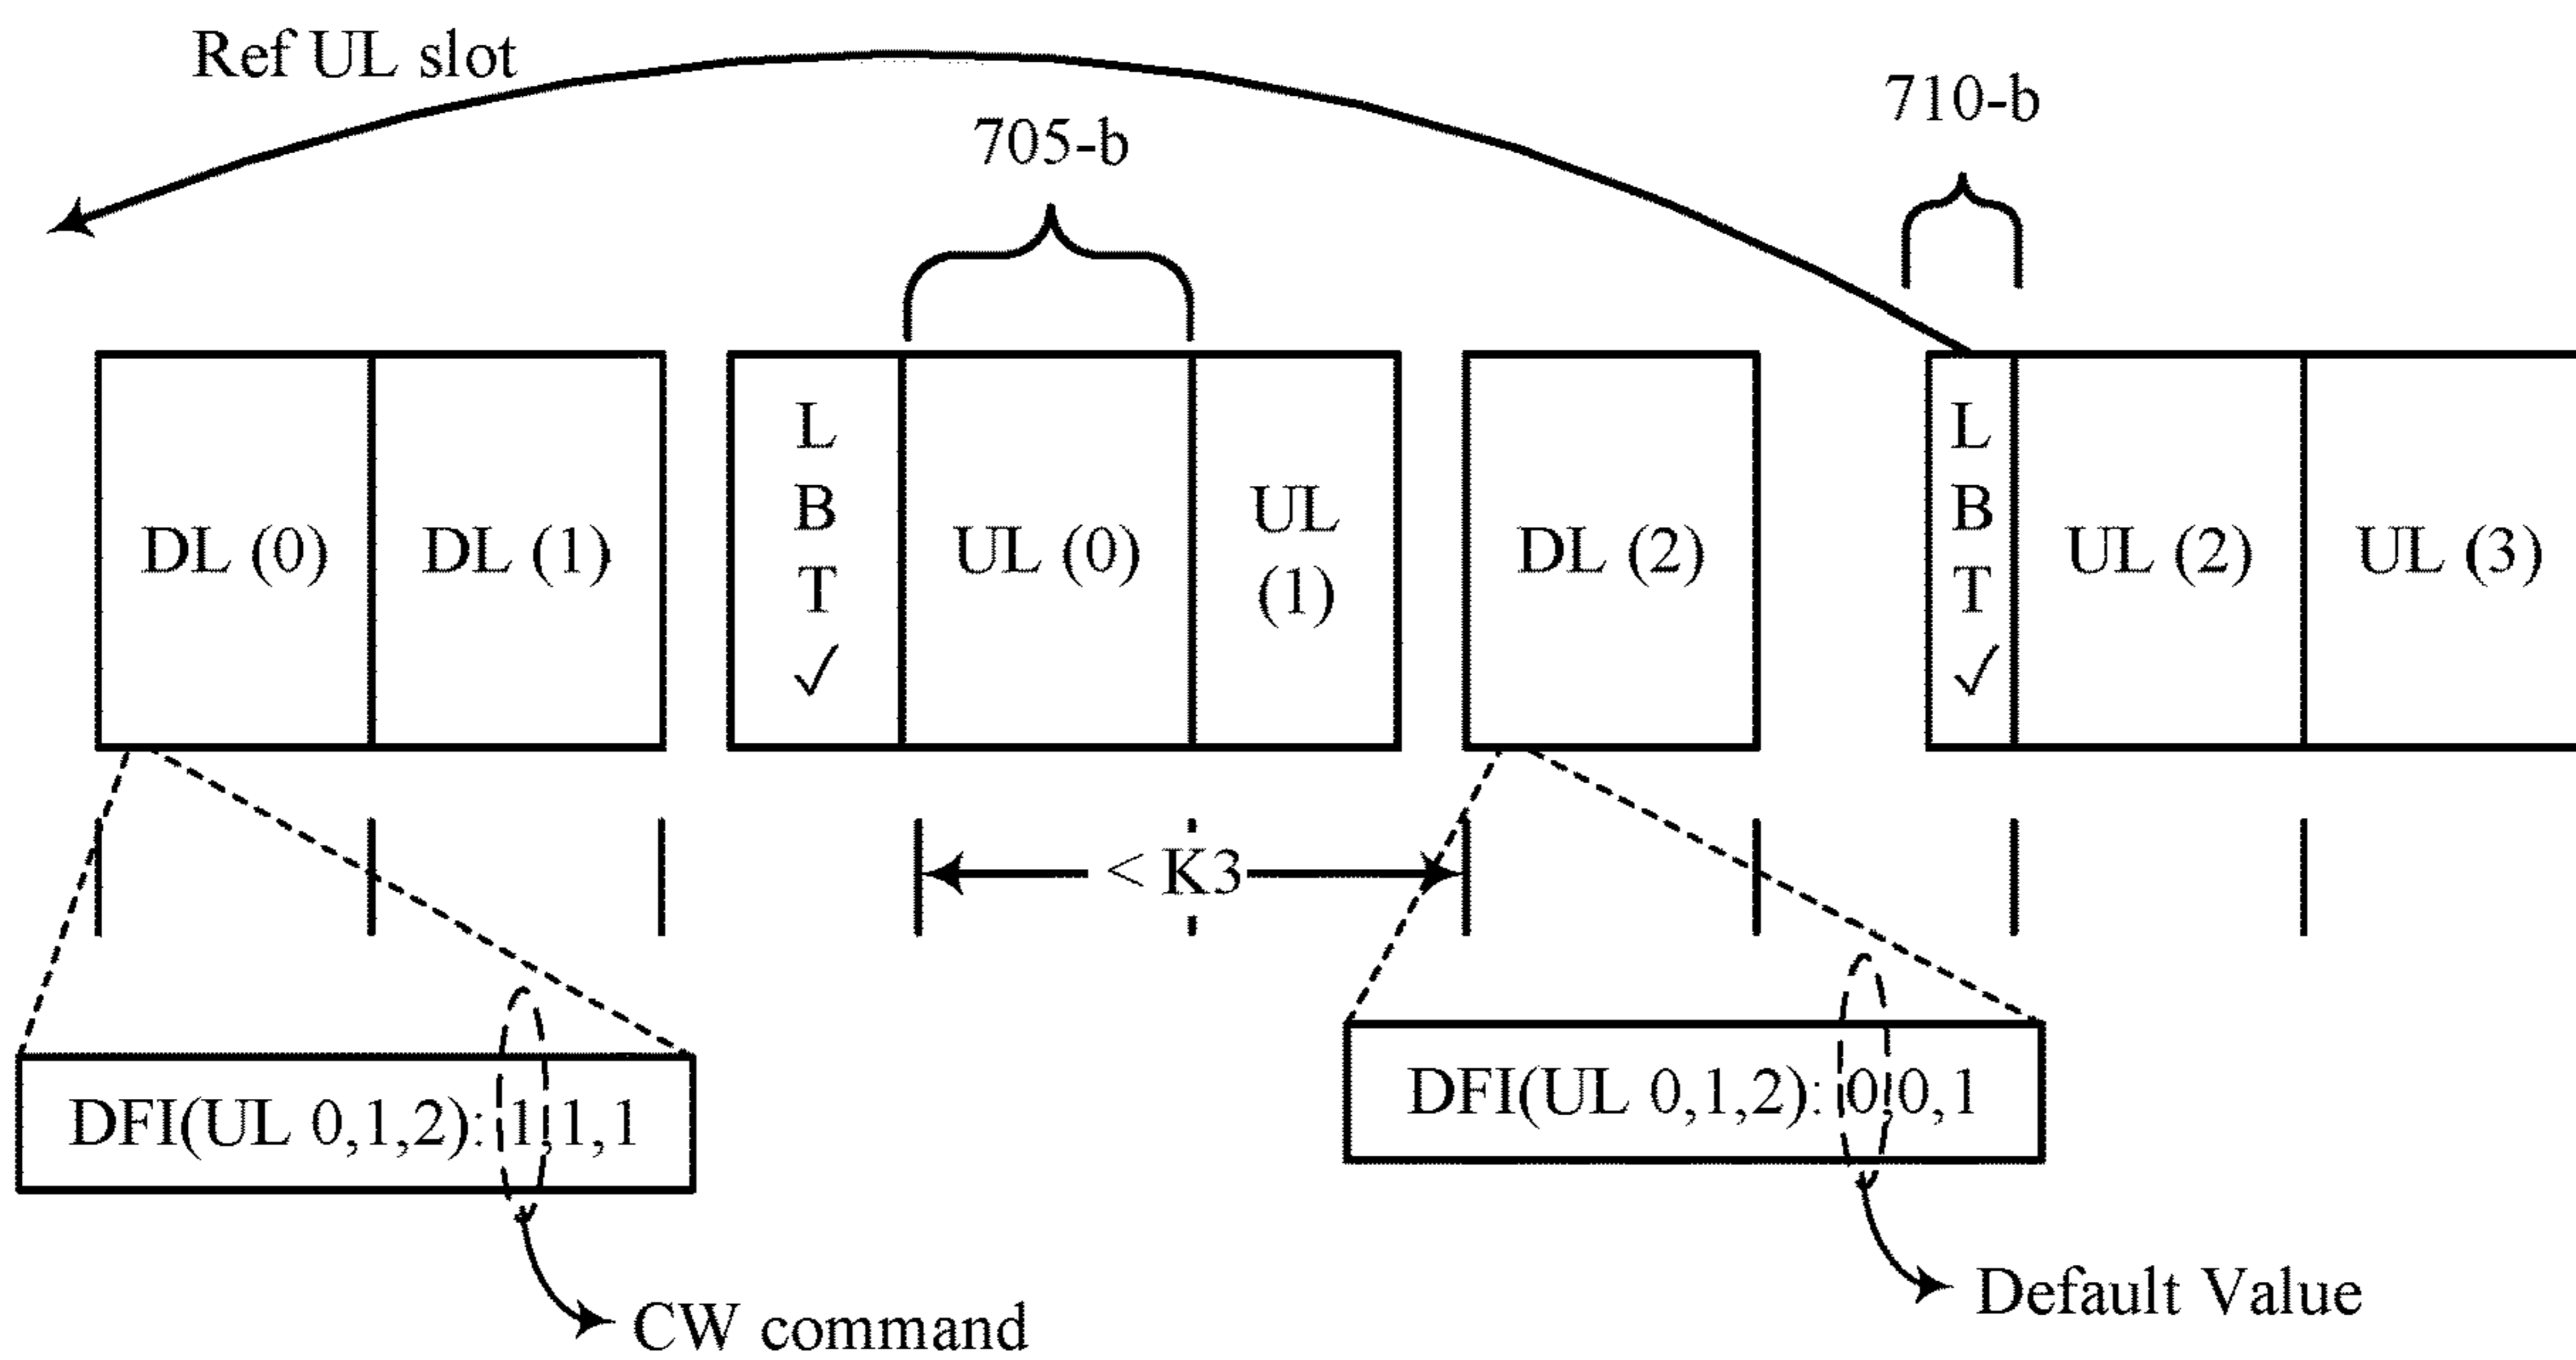 Ref UL slot
705-b
710-b
DL (0)
DL (1)
L
B
T
✓
UL (0)
UL
(1)
DL (2)
L
B
T
✓
UL (2)
UL (3)
< K3
DFI(UL 0,1,2): 1,1,1
DFI(UL 0,1,2): 0,0,1
CW command
Default Value